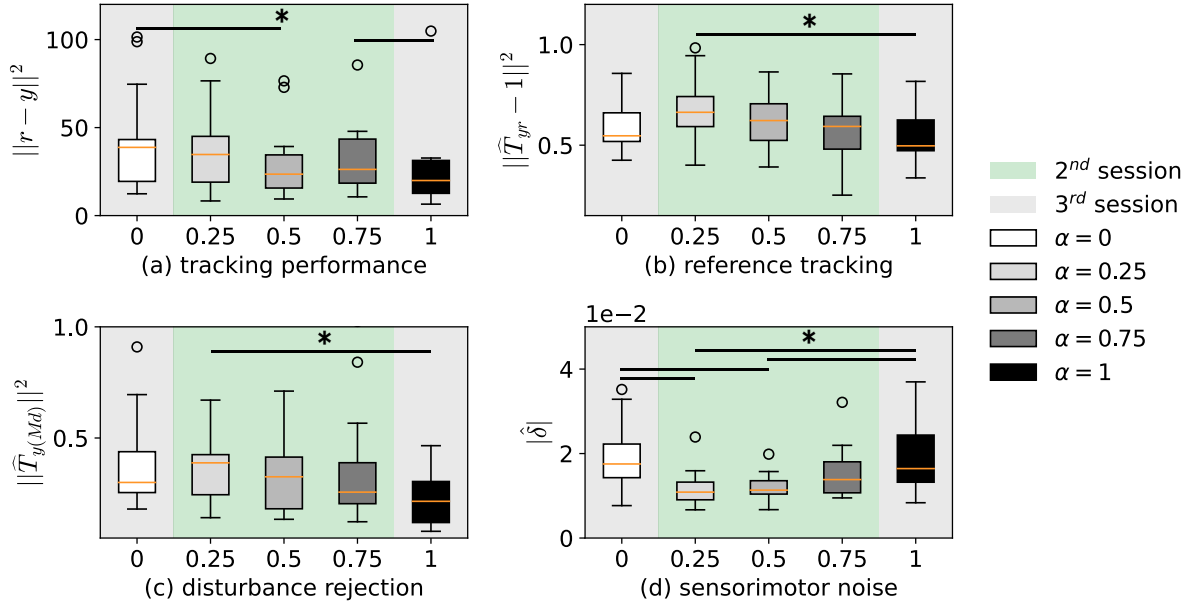 *
100
50
0
||r − y||²
0 0.25 0.5 0.75 1
(a) tracking performance
*
1.0
0.5
||T̂_{yr} − 1||²
0 0.25 0.5 0.75 1
(b) reference tracking
*
1.0
0.5
||T̂_{y(Md)}||²
0 0.25 0.5 0.75 1
(c) disturbance rejection
1e−2
*
4
2
0
|δ̂|
0 0.25 0.5 0.75 1
(d) sensorimotor noise
2ⁿᵈ session
3ʳᵈ session
α = 0
α = 0.25
α = 0.5
α = 0.75
α = 1